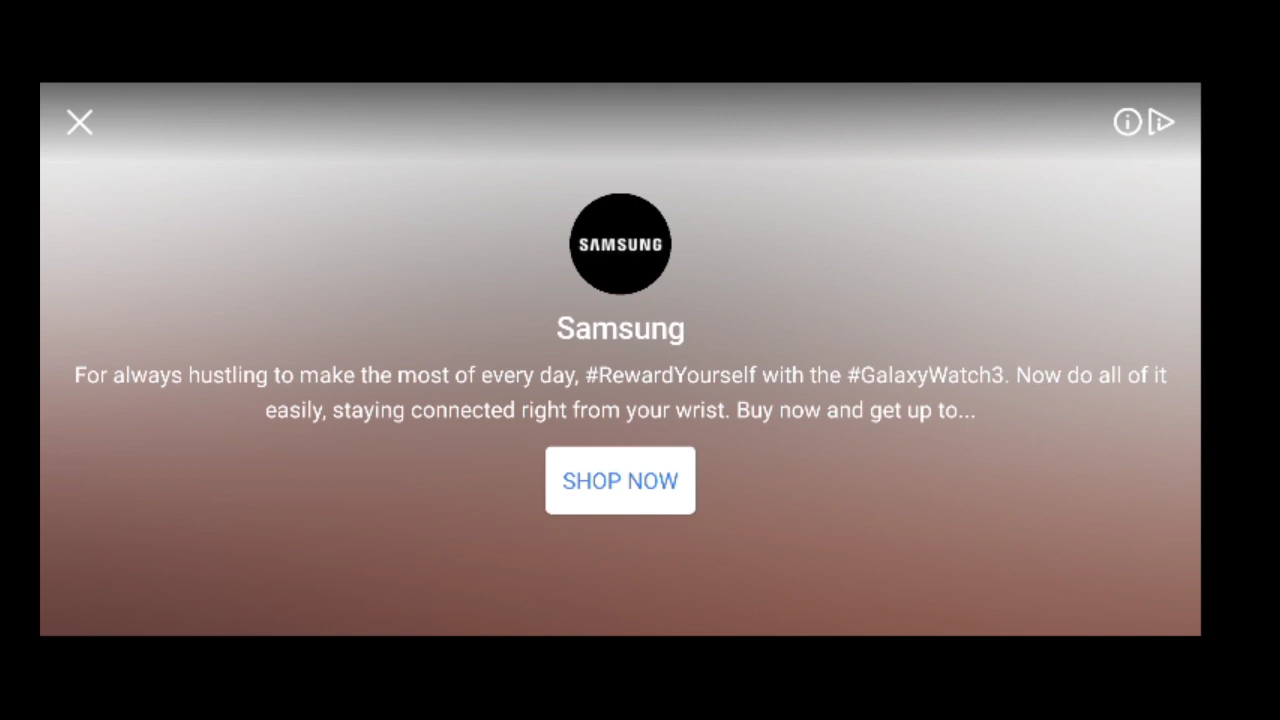 SAMSUNG
Samsung
For always hustling to make the most of every day, #RewardYourself with the #GalaxyWatch3. Now do all of it
easily, staying connected right from your wrist. Buy now and get up to...
SHOP NOW